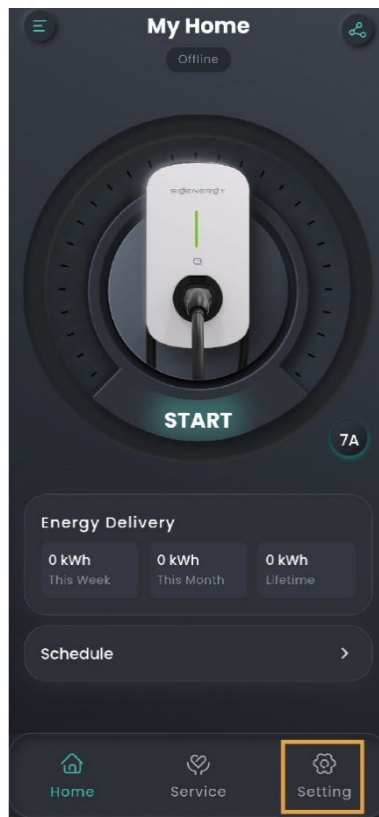 My Home
Offline
SIGENERGY
START
7A
Energy Delivery
0 kWh 0 kWh 0 kWh
This Week This Month Lifetime
Schedule
Home Service Setting